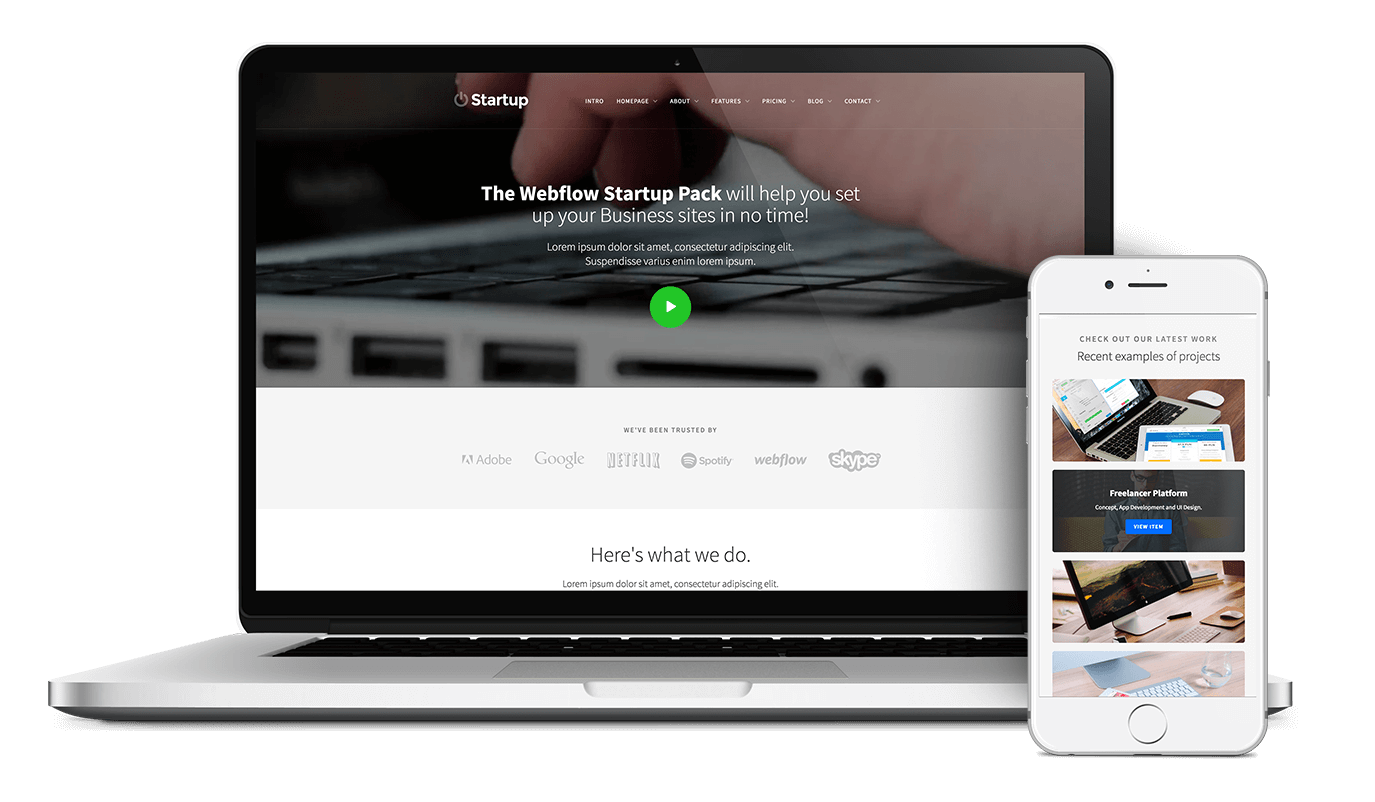 Startup
INTRO HOMEPAGE ABOUT FEATURES PRICING BLOG CONTACT
The Webflow Startup Pack will help you set
up your Business sites in no time!
Lorem ipsum dolor sit amet, consectetur adipiscing elit.
Suspendisse varius enim lorem ipsum.
WE'VE BEEN TRUSTED BY
Adobe Google NETFLIX Spotify webflow skype
Here's what we do.
Lorem ipsum dolor sit amet, consectetur adipiscing elit.
CHECK OUT OUR LATEST WORK
Recent examples of projects
Freelancer Platform
Concept, App Development and UI Design.
VIEW ITEM